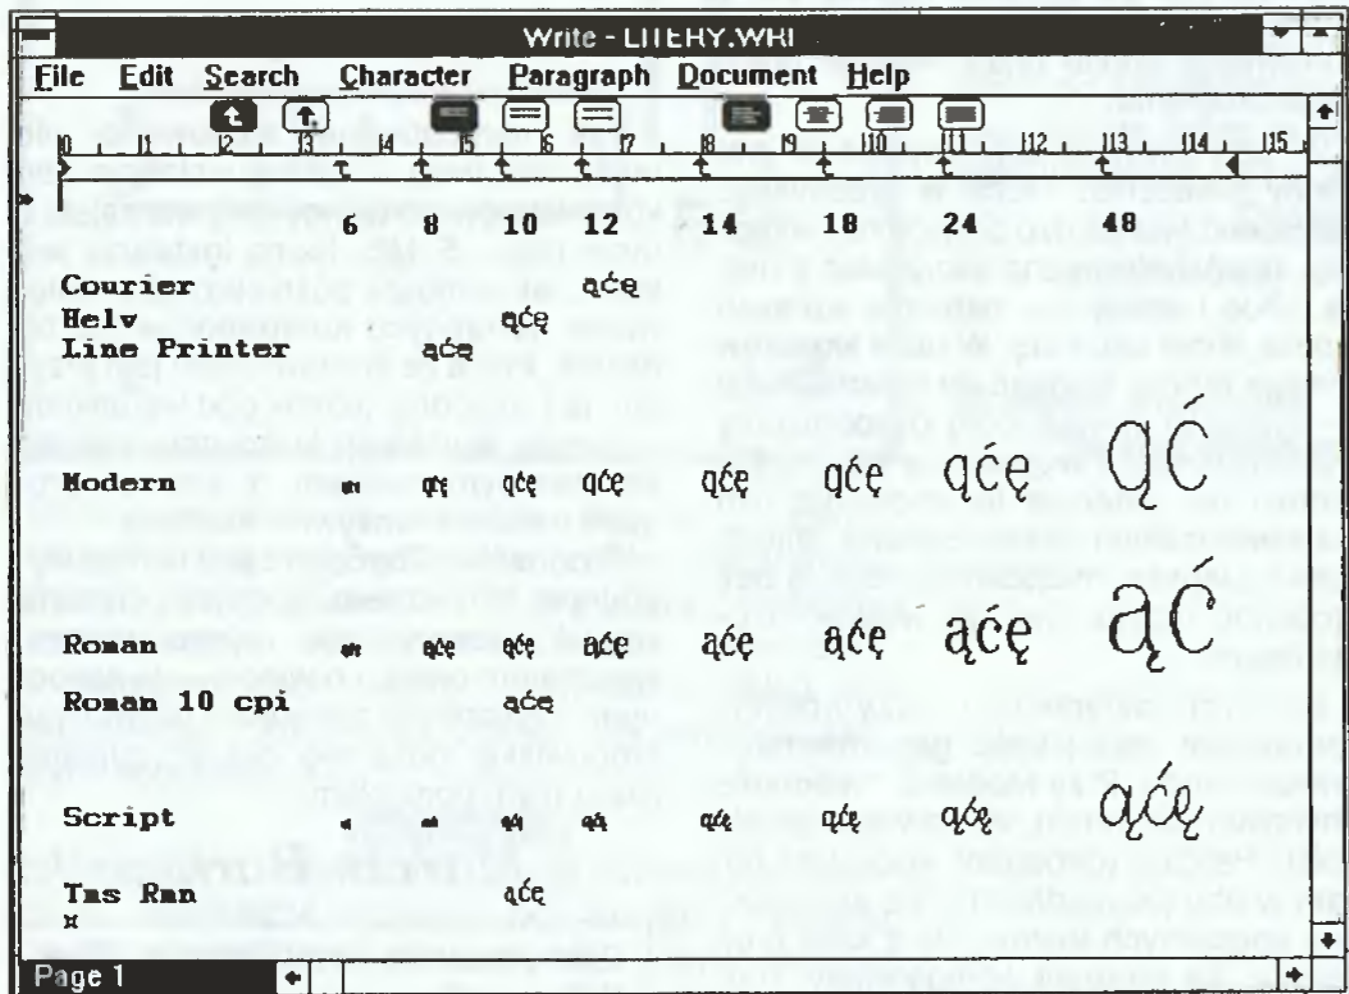 Write - LITERY.WRI
File Edit Search Character Paragraph Document Help
0 1 2 3 4 5 6 7 8 9 10 11 12 13 14 15
6 8 10 12 14 18 24 48
Courier ąćę
Helv ąćę
Line Printer ąćę
Modern ąćę ąćę ąćę ąćę ąćę ąćę ąć
Roman ąćę ąćę ąćę ąćę ąćę ąćę ąć
Roman 10 cpi ąćę
Script ąćę ąćę ąćę ąćę
Tms Rmn ąćę
¤
Page 1